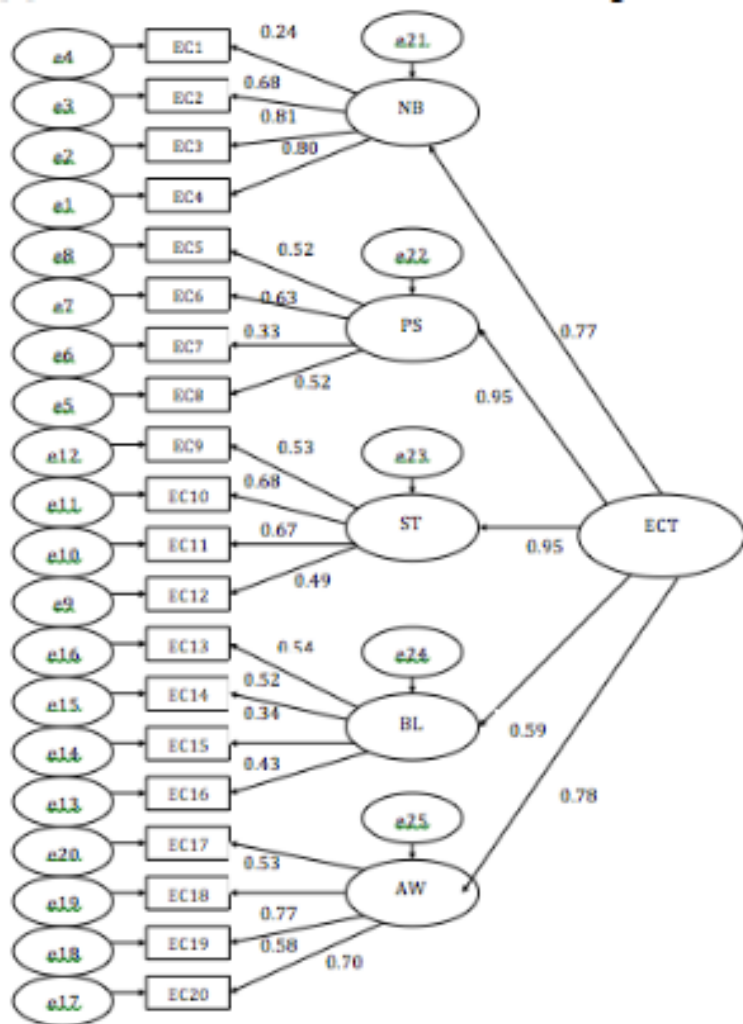 e4 EC1 0.24 e21
e3 EC2 0.68 NB
e2 EC3 0.81
e1 EC4 0.80
e8 EC5 0.52 e22
e7 EC6 0.63
e6 EC7 0.33 PS 0.77
e5 EC8 0.52 0.95
e12 EC9 0.53 e23
e11 EC10 0.68
e10 EC11 0.67 ST 0.95 ECT
e9 EC12 0.49
e16 EC13 0.54 e24
e15 EC14 0.52
e14 EC15 0.34 BL 0.59
e13 EC16 0.43
e20 EC17 0.53 e25 0.78
e19 EC18 AW
e18 EC19 0.77
0.58
e17 EC20 0.70